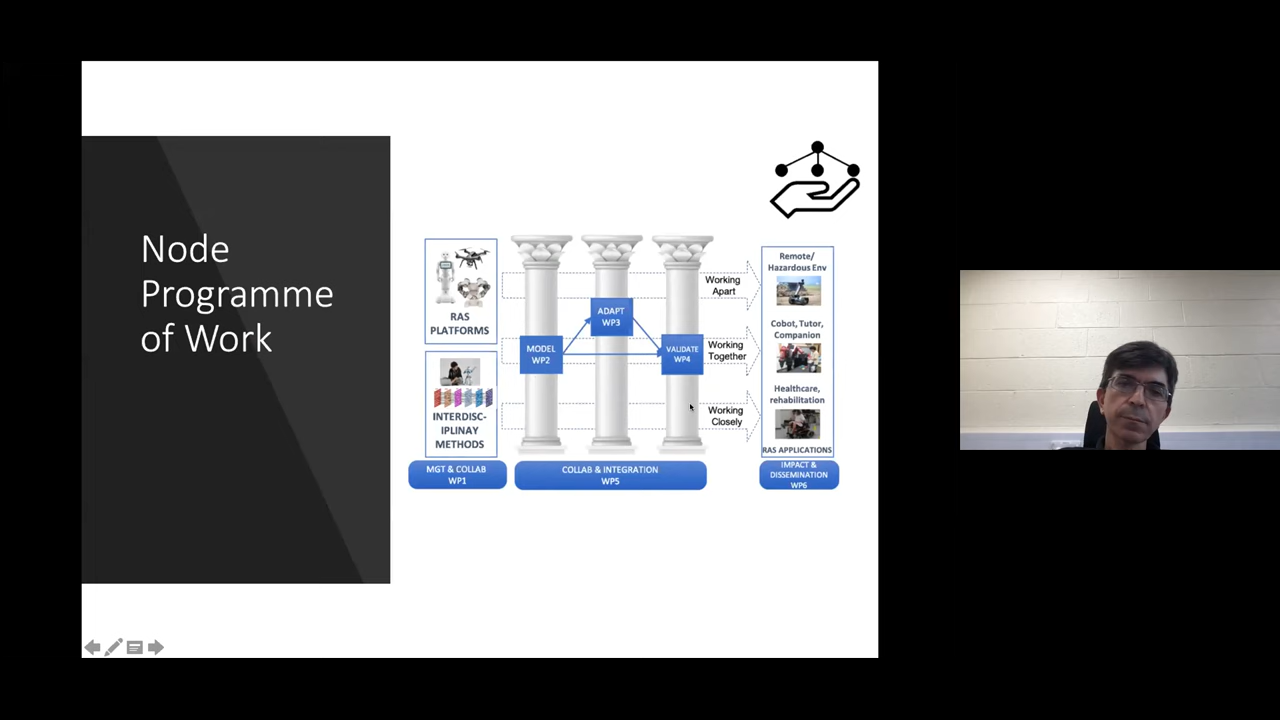 Node
Programme
of Work
RAS
PLATFORMS
INTERDISC-
IPLINAY
METHODS
MGT & COLLAB
WP1
MODEL
WP2
ADAPT
WP3
VALIDATE
WP4
COLLAB & INTEGRATION
WP5
Working
Apart
Working
Together
Working
Closely
Remote/
Hazardous Env
Cobot, Tutor,
Companion
Healthcare,
rehabilitation
RAS APPLICATIONS
IMPACT &
DISSEMINATION
WP6